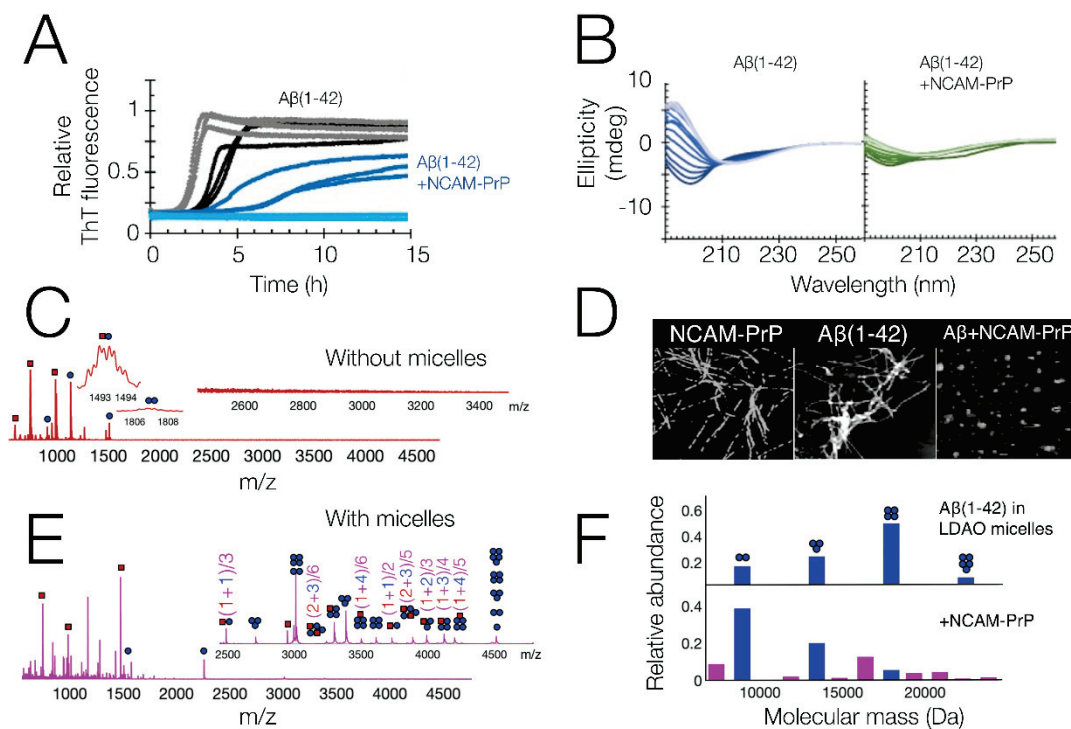 A
Relative
ThT fluorescence
1
0.5
0
0
5
10
15
Time (h)
Aβ(1-42)
Aβ(1-42)
+NCAM-PrP
B
Aβ(1-42)
Aβ(1-42)
+NCAM-PrP
Ellipticity
(mdeg)
10
0
-10
210
230
250
210
230
250
Wavelength (nm)
C
Without micelles
1493 1494
1806 1808
2600 2800 3000 3200 3400 m/z
1000 1500 2000 2500 3000 3500 4000 4500
m/z
D
NCAM-PrP
Aβ(1-42)
Aβ+NCAM-PrP
E
With micelles
(1+1)/3
(2+3)/6
(1+4)/6
(1+1)/2
(2+3)/5
(1+2)/3
(1+3)/4
(1+4)/5
2500 3000 3500 4000 4500 m/z
1000 1500 2000 2500 3000 3500 4000 4500
m/z
F
Relative abundance
0.6
0.4
0.2
Aβ(1-42) in
LDAO micelles
0.4
0.2
0
+NCAM-PrP
10000 15000 20000
Molecular mass (Da)